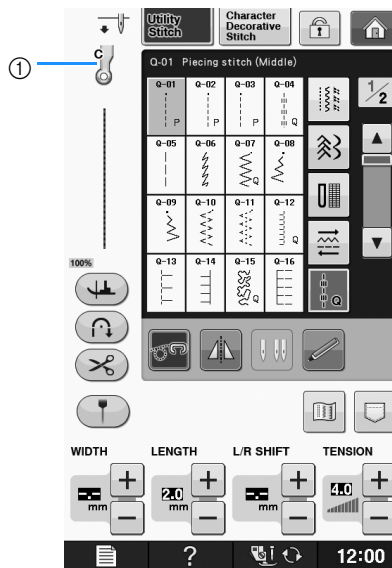 Utility Stitch
Character Decorative Stitch
C
①
Q-01 Piecing stitch (Middle)
1/2
Q-01 Q-02 Q-03 Q-04
P P P Q
Q-05 Q-06 Q-07 Q-08
Q
Q-09 Q-10 Q-11 Q-12
Q
Q-13 Q-14 Q-15 Q-16
Q
Q
100%
WIDTH LENGTH L/R SHIFT TENSION
-.- 2.0 -.- 4.0
mm mm mm
? 12:00